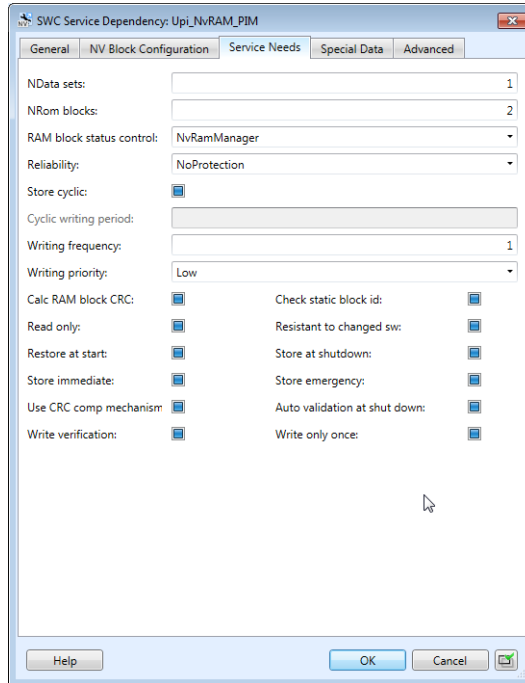 NV
SWC Service Dependency: Upi_NvRAM_PIM
General NV Block Configuration Service Needs Special Data Advanced
NData sets: 1
NRom blocks: 2
RAM block status control: NvRamManager
Reliability: NoProtection
Store cyclic:
Cyclic writing period:
Writing frequency: 1
Writing priority: Low
Calc RAM block CRC: Check static block id:
Read only: Resistant to changed sw:
Restore at start: Store at shutdown:
Store immediate: Store emergency:
Use CRC comp mechanism Auto validation at shut down:
Write verification: Write only once:
Help OK Cancel